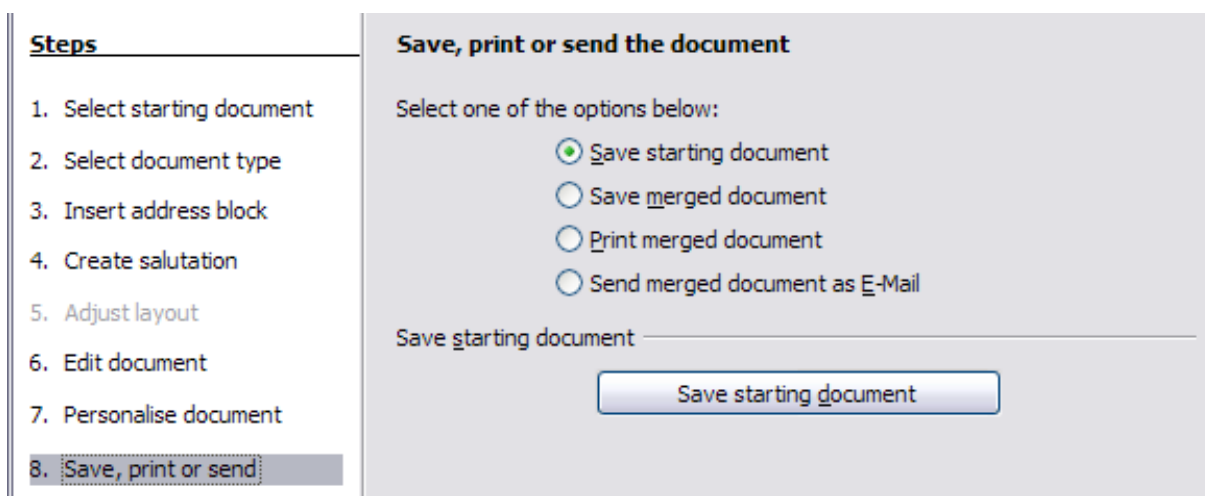 Steps
1. Select starting document
2. Select document type
3. Insert address block
4. Create salutation
5. Adjust layout
6. Edit document
7. Personalise document
8. Save, print or send
Save, print or send the document
Select one of the options below:
Save starting document
Save merged document
Print merged document
Send merged document as E-Mail
Save starting document
Save starting document